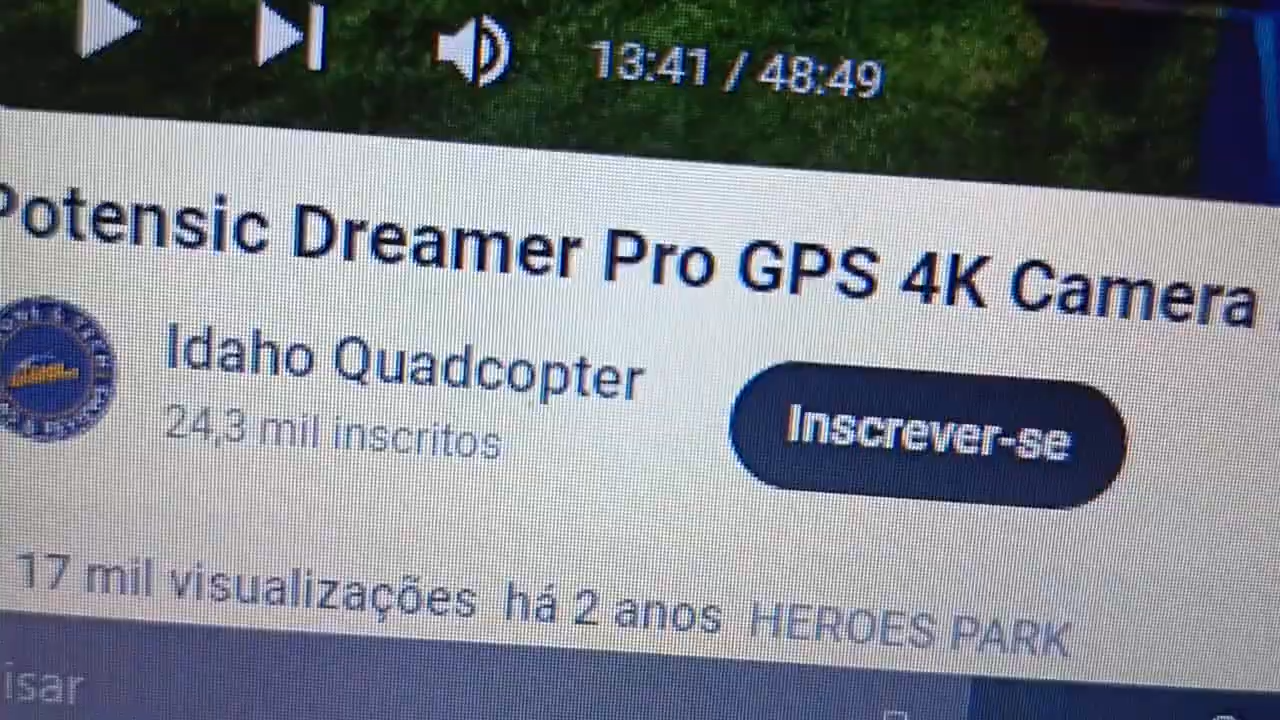 13:41 / 48:49
Potensic Dreamer Pro GPS 4K Camera
Idaho Quadcopter
24,3 mil inscritos
Inscrever-se
17 mil visualizações há 2 anos HEROES PARK
isar